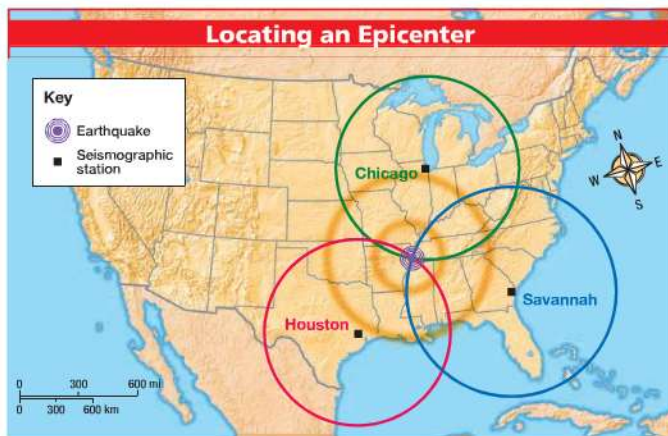 Locating an Epicenter
Key
Earthquake
Seismographic
station
Chicago
N
W E
S
Savannah
Houston
0 300 600 mi
0 300 600 km